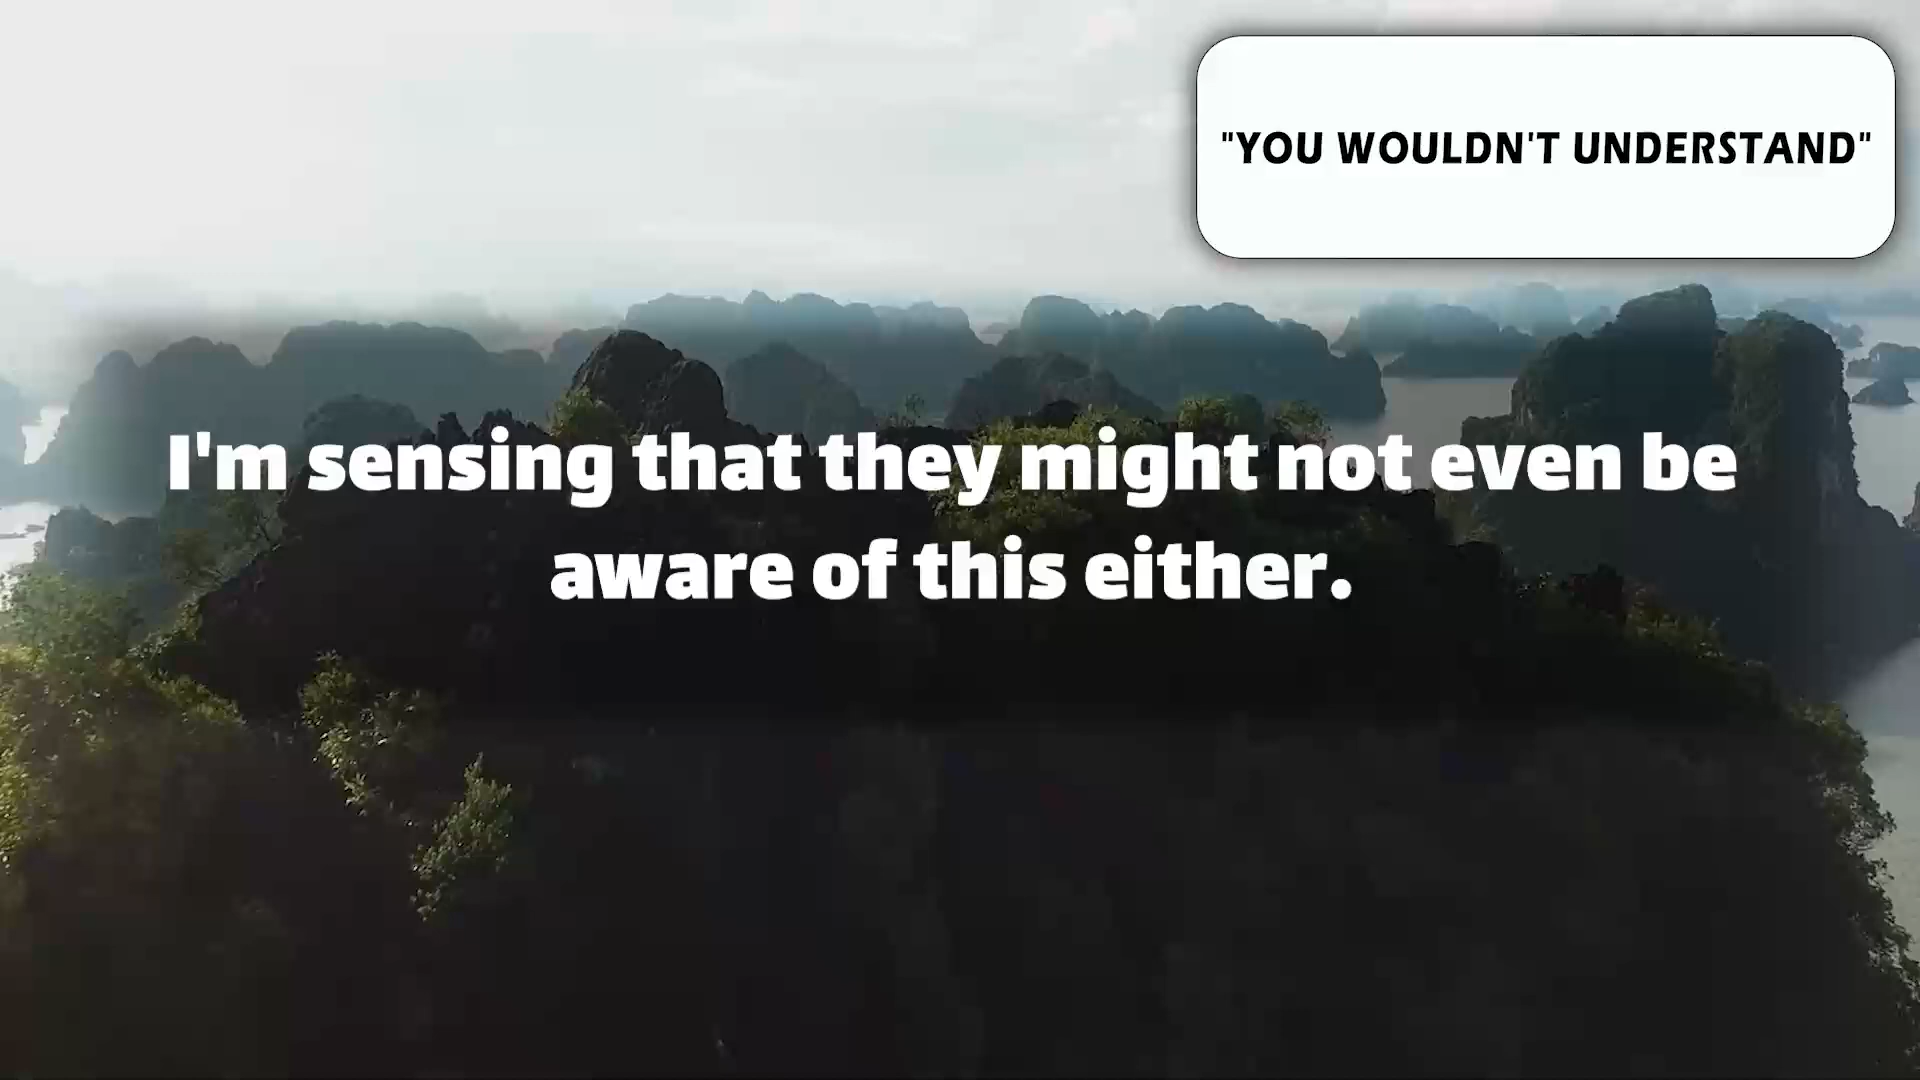 "YOU WOULDN'T UNDERSTAND"
I'm sensing that they might not even be
aware of this either.